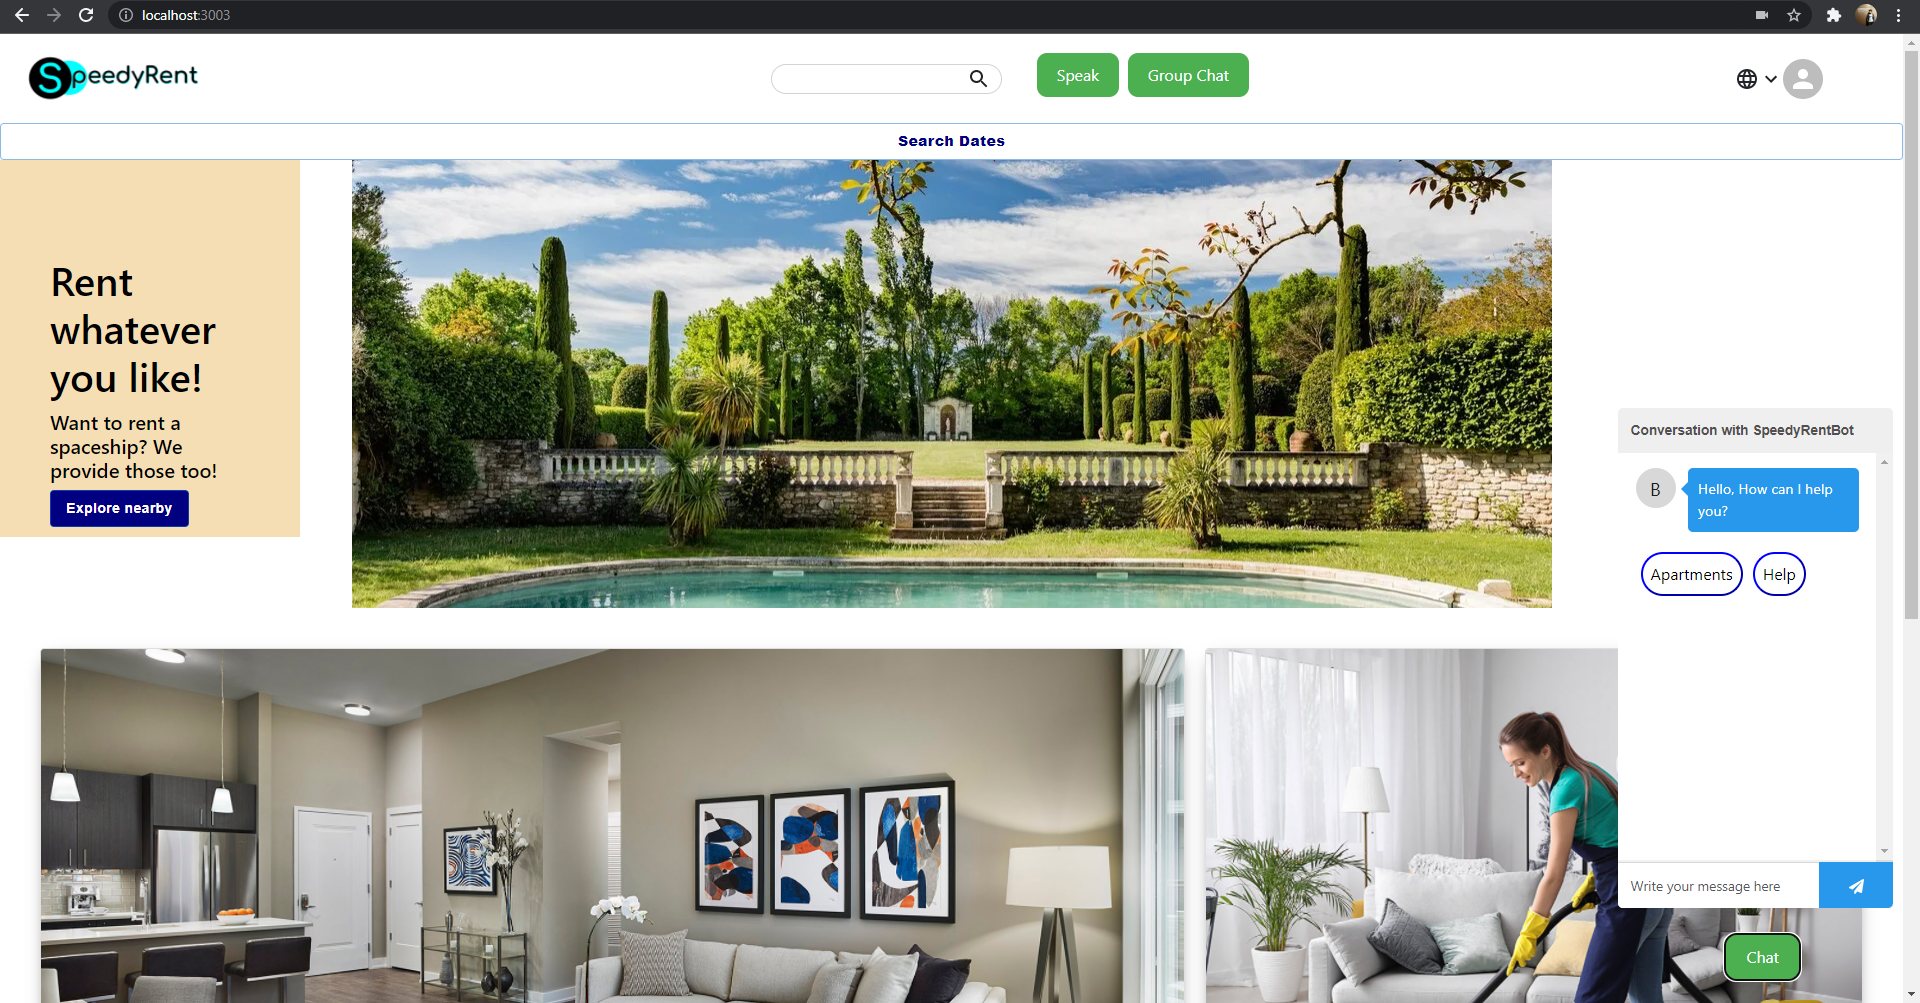 localhost:3003
SpeedyRent
Speak
Group Chat
Search Dates
Rent
whatever
you like!
Want to rent a
spaceship? We
provide those too!
Explore nearby
Conversation with SpeedyRentBot
B
Hello, How can I help
you?
Apartments
Help
Write your message here
Chat